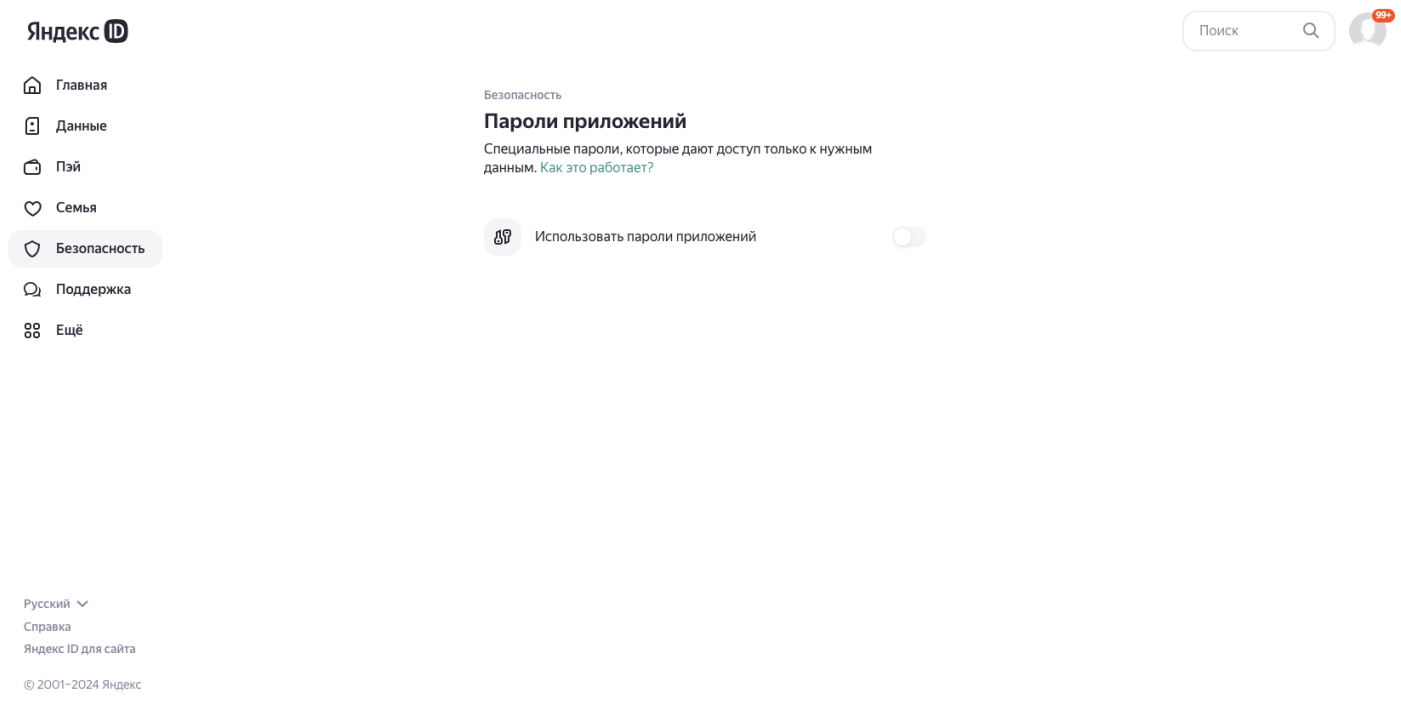 Яндекс ID
Поиск
99+
Главная
Данные
Пэй
Семья
Безопасность
Поддержка
Ещё
Безопасность
Пароли приложений
Специальные пароли, которые дают доступ только к нужным
данным. Как это работает?
Использовать пароли приложений
Русский
Справка
Яндекс ID для сайта
© 2001–2024 Яндекс